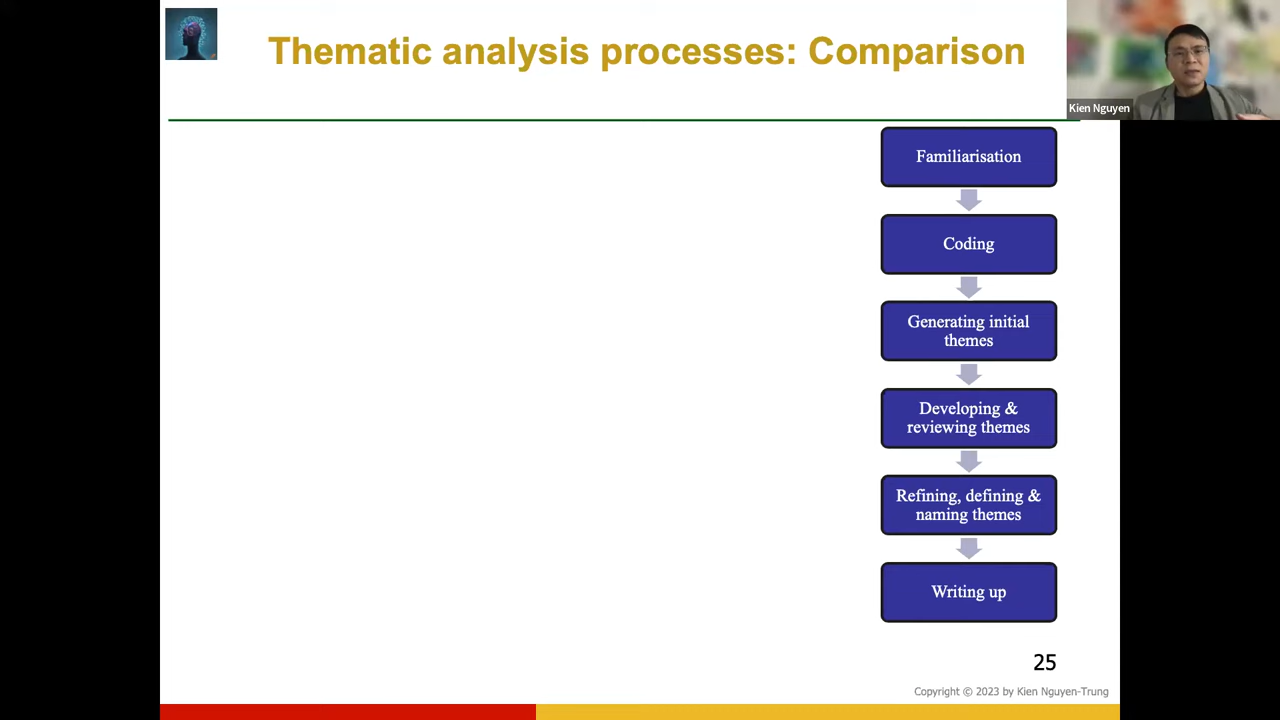 Thematic analysis processes: Comparison
Kien Nguyen
Familiarisation
Coding
Generating initial
themes
Developing &
reviewing themes
Refining, defining &
naming themes
Writing up
25
Copyright © 2023 by Kien Nguyen-Trung